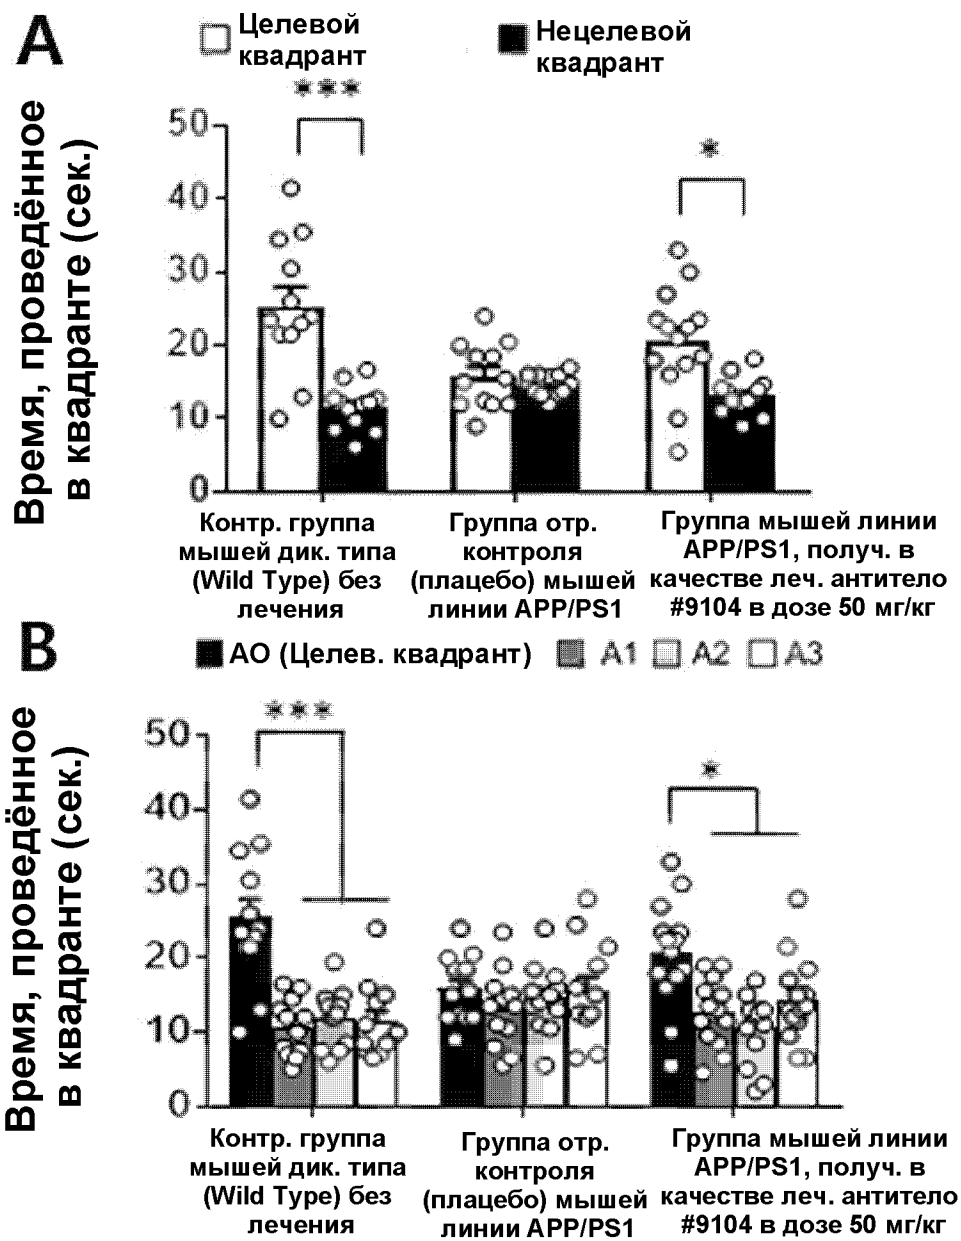 A
Целевой
квадрант
Нецелевой
квадрант
***
*
Время, проведённое
в квадранте (сек.)
50
40
30
20
10
0
Контр. группа
мышей дик. типа
(Wild Type) без
лечения
Группа отр.
контроля
(плацебо) мышей
линии APP/PS1
Группа мышей линии
APP/PS1, получ. в
качестве леч. антитело
#9104 в дозе 50 мг/кг
B
АО (Целев. квадрант)
A1
A2
A3
***
*
Время, проведённое
в квадранте (сек.)
50
40
30
20
10
0
Контр. группа
мышей дик. типа
(Wild Type) без
лечения
Группа отр.
контроля
(плацебо) мышей
линии APP/PS1
Группа мышей линии
APP/PS1, получ. в
качестве леч. антитело
#9104 в дозе 50 мг/кг